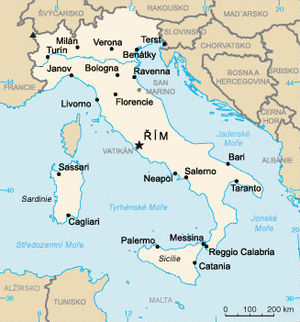 ŠVÝCARSKO
RAKOUSKO
MAĎARSKO
SLOVINSKO
CHORVATSKO
Milán
Verona
Terst
Turín
Benátky
Janov
Bologna
Ravenna
BOSNA a
HERCEGOVINA
FRANCIE
SAN
MARINO
Livorno
Florencie
Jaderské
Moře
ŘÍM
VATIKÁN
ALBÁNIE
Bari
Neapol
Salerno
Taranto
Sassari
Sardinie
Tyrhénské Moře
Jonské
Moře
Cagliari
Středozemní Moře
Palermo
Messina
Reggio Calabria
Sicílie
Catania
ALŽÍRSKO
TUNISKO
MALTA
0
100
200 km